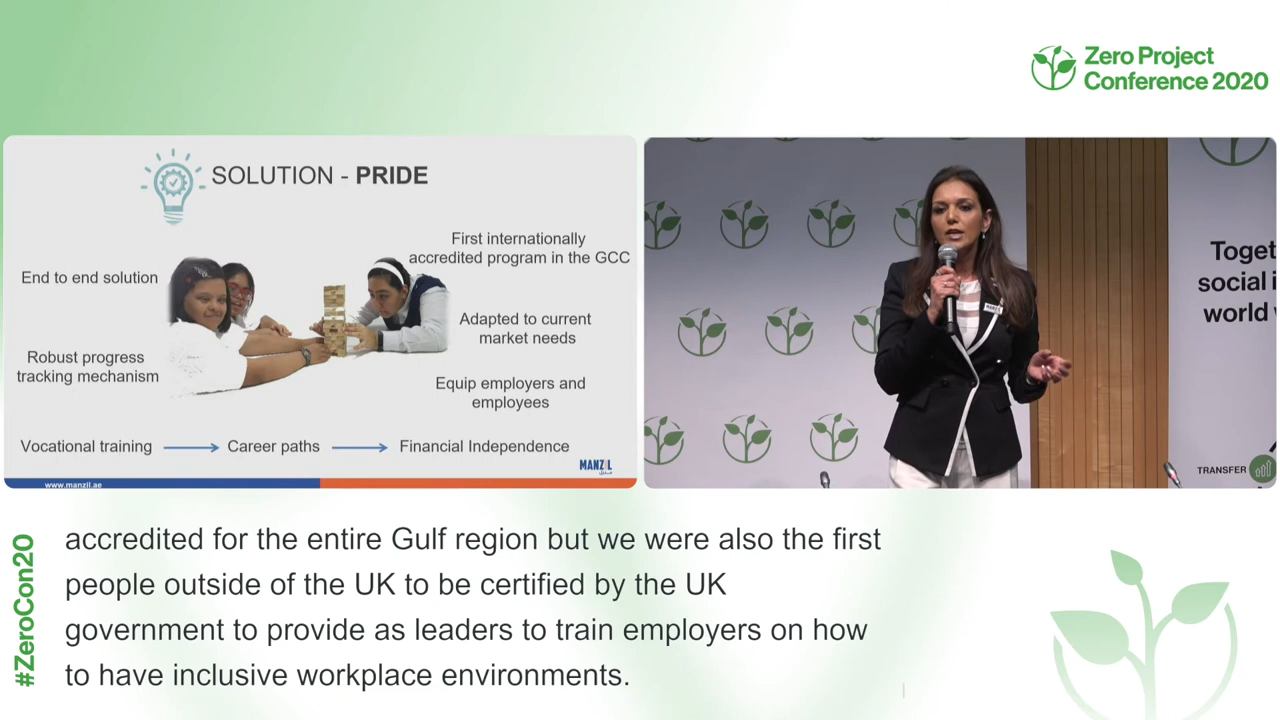 Zero Project
Conference 2020
SOLUTION - PRIDE
End to end solution
Robust progress
tracking mechanism
First internationally
accredited program in the GCC
Adapted to current
market needs
Equip employers and
employees
Vocational training
Career paths
Financial Independence
MANZIL
منزل
www.manzil.ae
MANZIL
Toget
social i
world
TRANSFER
#ZeroCon20
accredited for the entire Gulf region but we were also the first
people outside of the UK to be certified by the UK
government to provide as leaders to train employers on how
to have inclusive workplace environments.